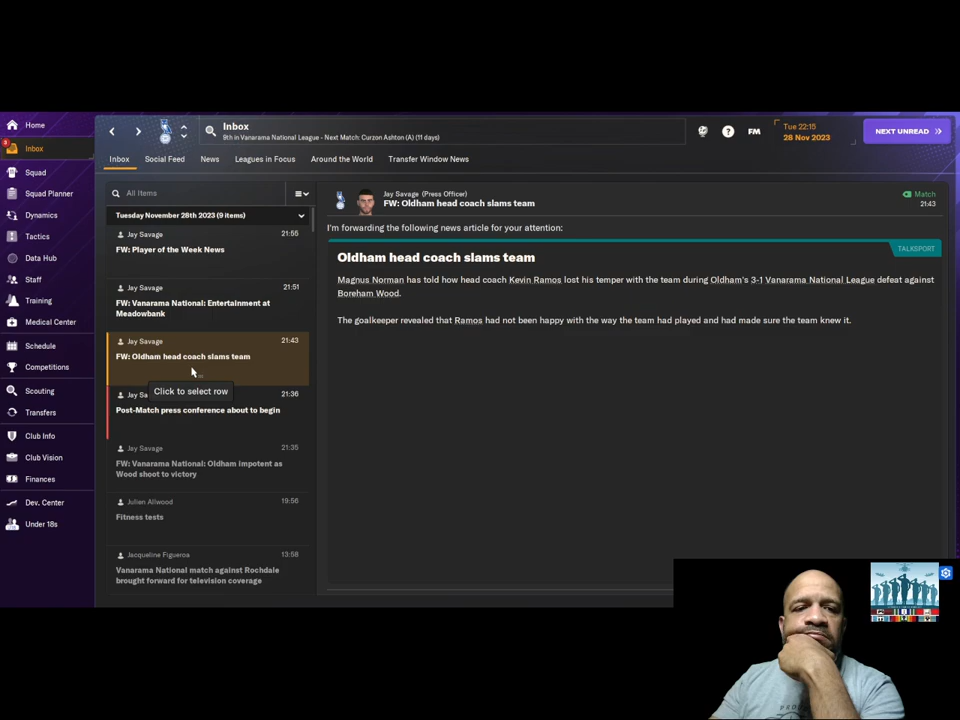 Home
Inbox
3
Squad
Squad Planner
Dynamics
Tactics
Data Hub
Staff
Training
Medical Center
Schedule
Competitions
Scouting
Transfers
Club Info
Club Vision
Finances
Dev. Center
Under 18s
Inbox
9th in Vanarama National League - Next Match: Curzon Ashton (A) (11 days)
FM
Tue 22:15
28 Nov 2023
NEXT UNREAD
Inbox Social Feed News Leagues in Focus Around the World Transfer Window News
All Items
Tuesday November 28th 2023 (9 items)
Jay Savage 21:55
FW: Player of the Week News
Jay Savage 21:51
FW: Vanarama National: Entertainment at
Meadowbank
Jay Savage 21:43
FW: Oldham head coach slams team
Click to select row
Jay Sa 21:36
Post-Match press conference about to begin
Jay Savage 21:35
FW: Vanarama National: Oldham impotent as
Wood shoot to victory
Julien Allwood 19:56
Fitness tests
Jacqueline Figueroa 13:58
Vanarama National match against Rochdale
brought forward for television coverage
Jay Savage (Press Officer)
FW: Oldham head coach slams team
Match
21:43
I'm forwarding the following news article for your attention:
TALKSPORT
Oldham head coach slams team
Magnus Norman has told how head coach Kevin Ramos lost his temper with the team during Oldham's 3-1 Vanarama National League defeat against
Boreham Wood.
The goalkeeper revealed that Ramos had not been happy with the way the team had played and had made sure the team knew it.